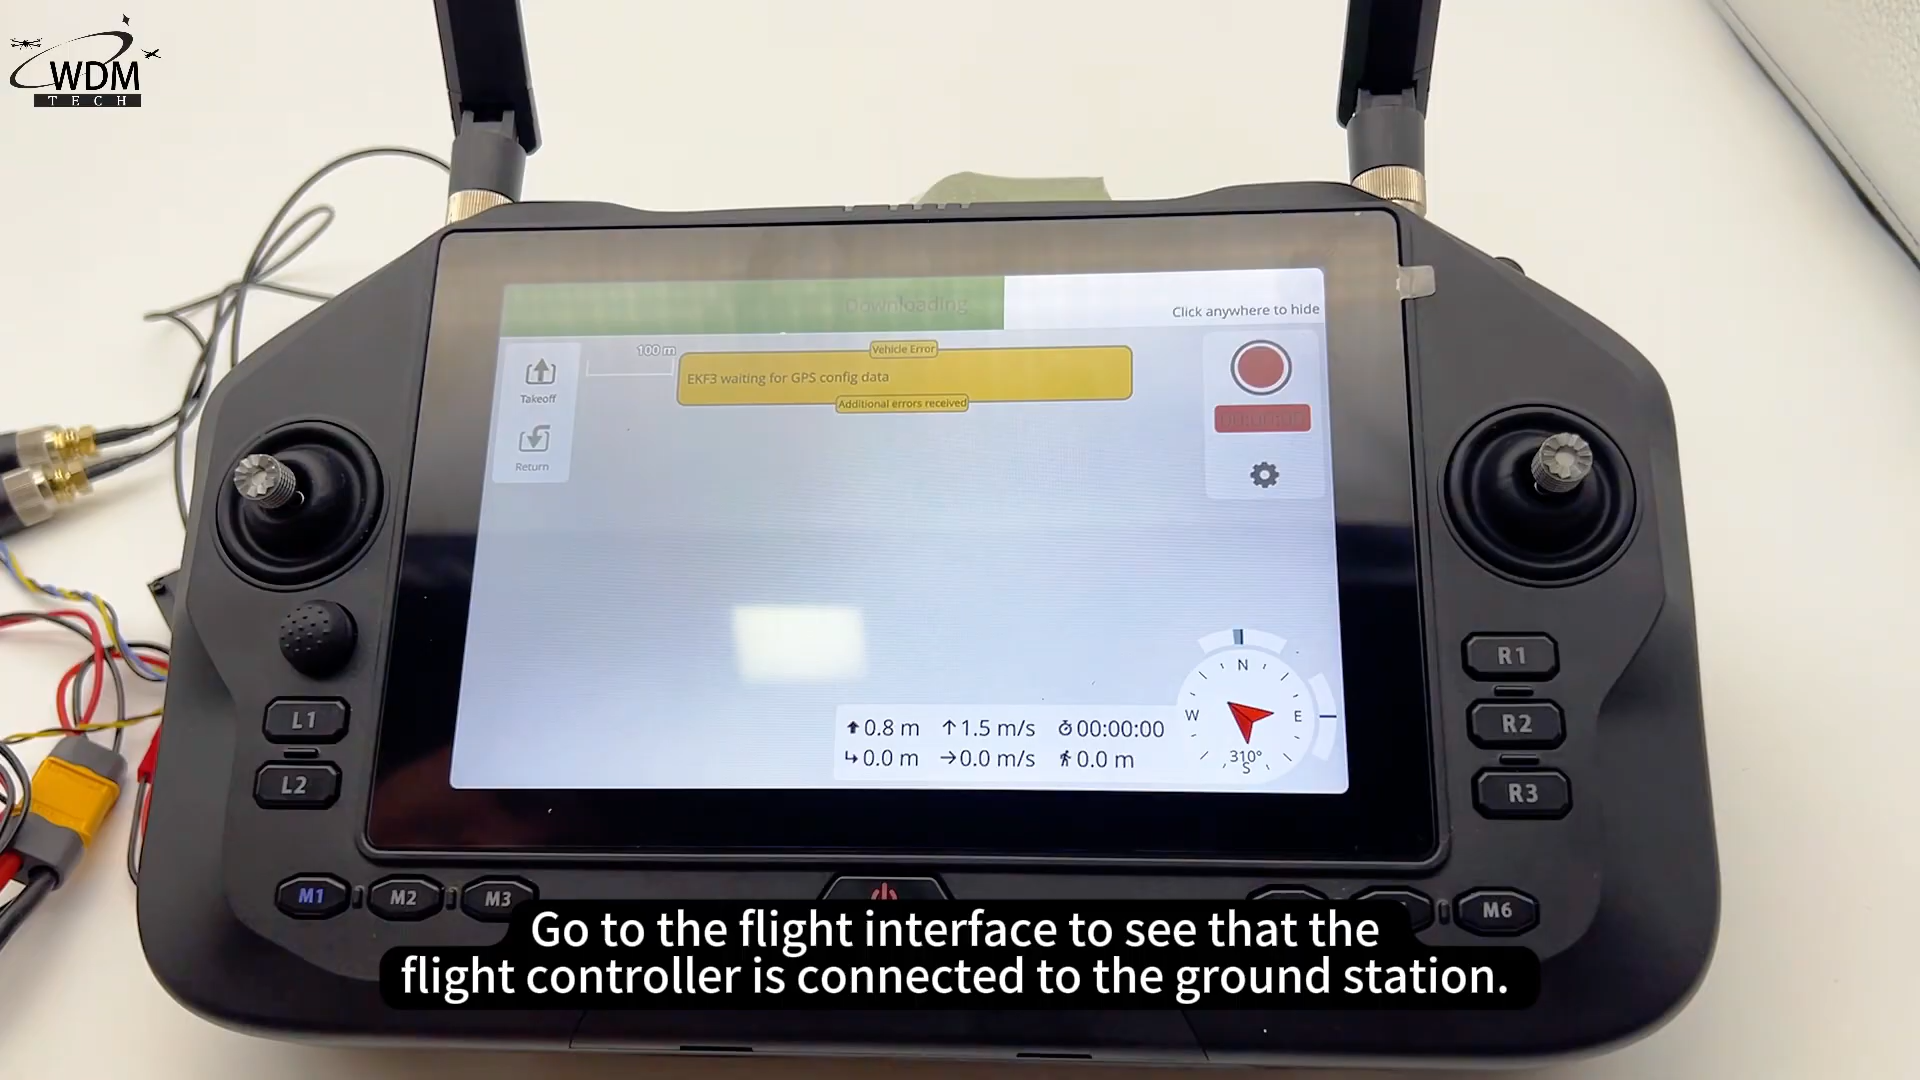 WDM
TECH
Downloading
Click anywhere to hide
100 m
Vehicle Error
EKF3 waiting for GPS config data
Additional errors received
Takeoff
Return
00:00:00
N
W
E
310°
S
0.8 m
1.5 m/s
00:00:00
0.0 m
0.0 m/s
0.0 m
L1
L2
R1
R2
R3
M1
M2
M3
M6
Go to the flight interface to see that the
flight controller is connected to the ground station.